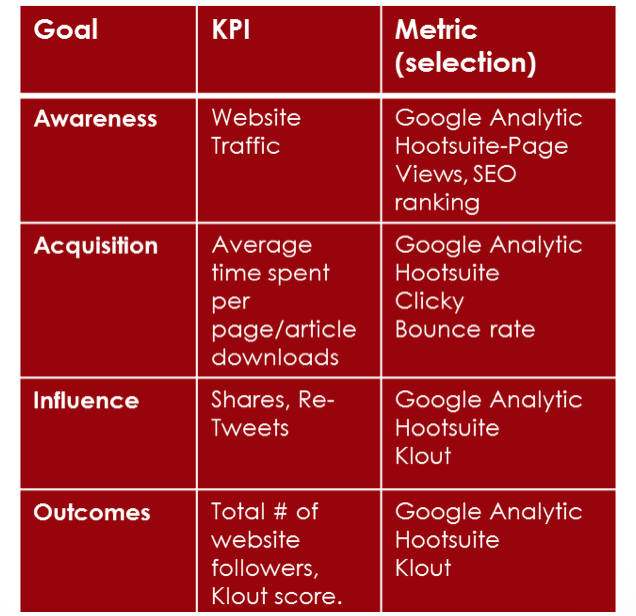 Goal
KPI
Metric
(selection)
Awareness
Website
Traffic
Google Analytic
Hootsuite-Page
Views, SEO
ranking
Acquisition
Average
time spent
per
page/article
downloads
Google Analytic
Hootsuite
Clicky
Bounce rate
Influence
Shares, Re-
Tweets
Google Analytic
Hootsuite
Klout
Outcomes
Total # of
website
followers,
Klout score.
Google Analytic
Hootsuite
Klout